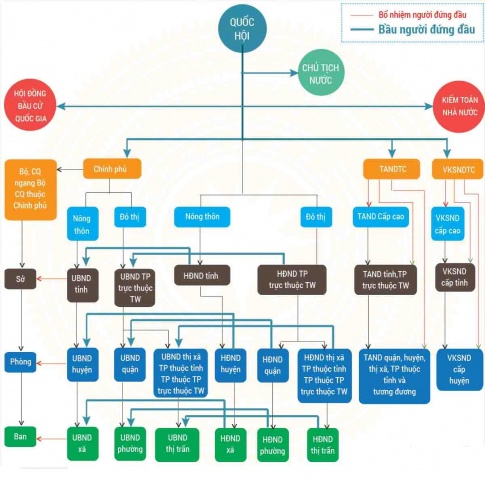 QUỐC
HỘI
Bổ nhiệm người đứng đầu
Bầu người đứng đầu
CHỦ TỊCH
NƯỚC
HỘI ĐỒNG
BẦU CỬ
QUỐC GIA
KIỂM TOÁN
NHÀ NƯỚC
Bộ, CQ
ngang Bộ
CQ thuộc
Chính phủ
Chính phủ
TANDTC
VKSNDTC
Nông
thôn
Đô thị
Nông thôn
Đô thị
TAND Cấp cao
VKSND
cấp cao
Sở
UBND
tỉnh
UBND TP
trực thuộc
TW
HĐND tỉnh
HĐND TP
trực thuộc TW
TAND tỉnh,TP
trực thuộc TW
VKSND
cấp tỉnh
Phòng
UBND
huyện
UBND
quận
UBND thị xã
TP thuộc tỉnh
TP thuộc TP
trực thuộc TW
HĐND
huyện
HĐND
quận
HĐND thị xã
TP thuộc tỉnh
TP thuộc TP
trực thuộc TW
TAND quận, huyện,
thị xã, TP thuộc
tỉnh và
tương đương
VKSND
cấp
huyện
Ban
UBND
xã
UBND
phường
UBND
thị trấn
HĐND
xã
HĐND
phường
HĐND
thị trấn